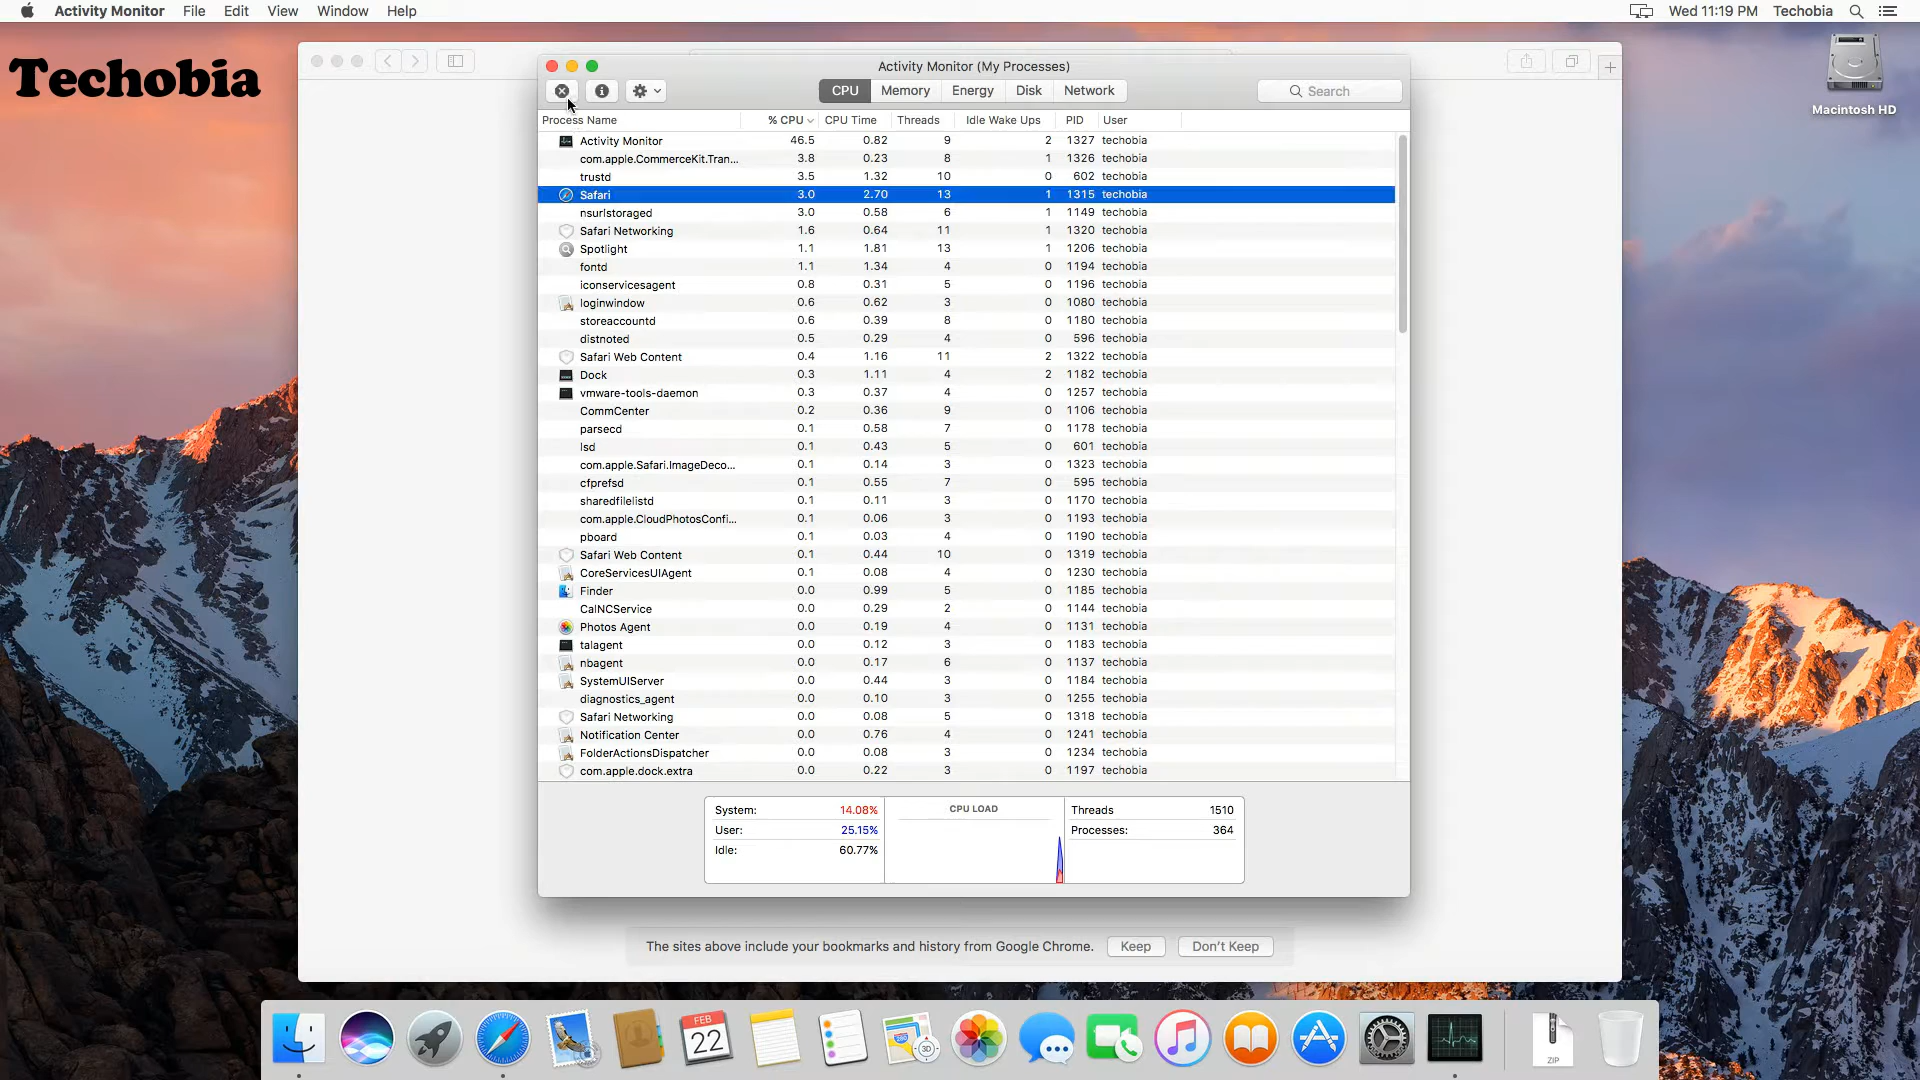 Activity Monitor File Edit View Window Help Wed 11:19 PM Techobia
Techobia
Macintosh HD
Activity Monitor (My Processes)
CPU Memory Energy Disk Network Search
Process Name % CPU CPU Time Threads Idle Wake Ups PID User
Activity Monitor 46.5 0.82 9 2 1327 techobia
com.apple.CommerceKit.Tran... 3.8 0.23 8 1 1326 techobia
trustd 3.5 1.32 10 0 602 techobia
Safari 3.0 2.70 13 1 1315 techobia
nsurlstoraged 3.0 0.58 6 1 1149 techobia
Safari Networking 1.6 0.64 11 1 1320 techobia
Spotlight 1.1 1.81 13 1 1206 techobia
fontd 1.1 1.34 4 0 1194 techobia
iconservicesagent 0.8 0.31 5 0 1196 techobia
loginwindow 0.6 0.62 3 0 1080 techobia
storeaccountd 0.6 0.39 8 0 1180 techobia
distnoted 0.5 0.29 4 0 596 techobia
Safari Web Content 0.4 1.16 11 2 1322 techobia
Dock 0.3 1.11 4 2 1182 techobia
vmware-tools-daemon 0.3 0.37 4 0 1257 techobia
CommCenter 0.2 0.36 9 0 1106 techobia
parsecd 0.1 0.58 7 0 1178 techobia
lsd 0.1 0.43 5 0 601 techobia
com.apple.Safari.ImageDeco... 0.1 0.14 3 0 1323 techobia
cfprefsd 0.1 0.55 7 0 595 techobia
sharedfilelistd 0.1 0.11 3 0 1170 techobia
com.apple.CloudPhotosConfi... 0.1 0.06 3 0 1193 techobia
pboard 0.1 0.03 4 0 1190 techobia
Safari Web Content 0.1 0.44 10 0 1319 techobia
CoreServicesUIAgent 0.1 0.08 4 0 1230 techobia
Finder 0.0 0.99 5 0 1185 techobia
CalNCService 0.0 0.29 2 0 1144 techobia
Photos Agent 0.0 0.19 4 0 1131 techobia
talagent 0.0 0.12 3 0 1183 techobia
nbagent 0.0 0.17 6 0 1137 techobia
SystemUIServer 0.0 0.44 3 0 1184 techobia
diagnostics_agent 0.0 0.10 3 0 1255 techobia
Safari Networking 0.0 0.08 5 0 1318 techobia
Notification Center 0.0 0.76 4 0 1241 techobia
FolderActionsDispatcher 0.0 0.08 3 0 1234 techobia
com.apple.dock.extra 0.0 0.22 3 0 1197 techobia
System: 14.08% CPU LOAD Threads 1510
User: 25.15% Processes: 364
Idle: 60.77%
The sites above include your bookmarks and history from Google Chrome. Keep Don't Keep
FEB
22
280
3D
ZIP